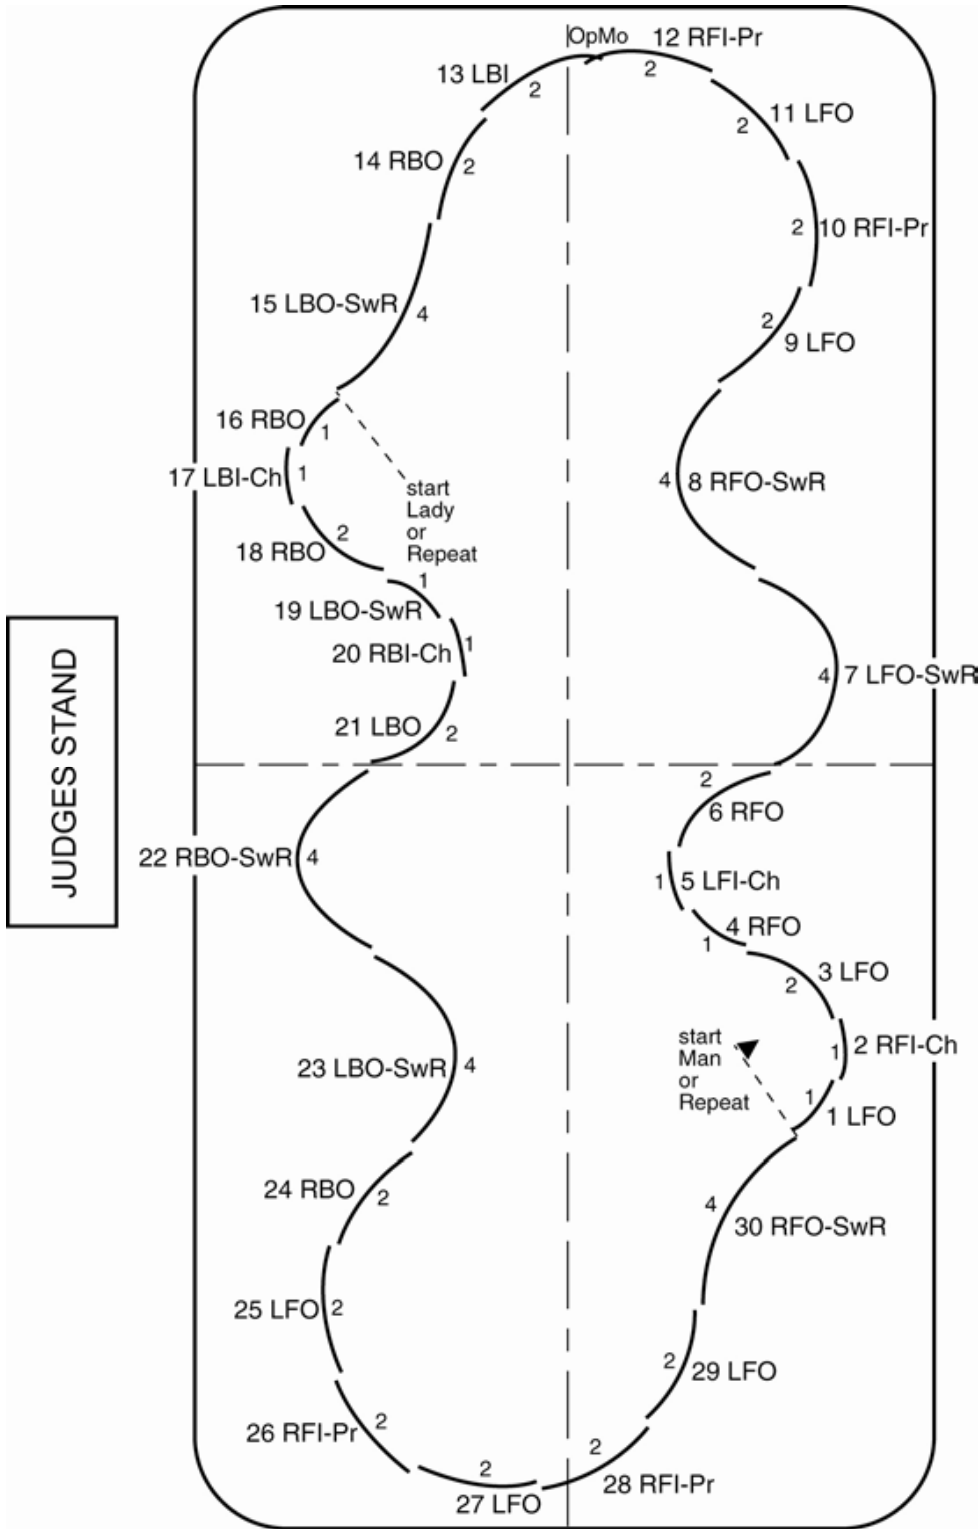 OpMo
12 RFI-Pr
2
13 LBI
2
11 LFO
2
14 RBO
2
10 RFI-Pr
2
15 LBO-SwR
4
9 LFO
2
16 RBO
1
17 LBI-Ch
1
8 RFO-SwR
4
start
Lady
or
Repeat
18 RBO
2
19 LBO-SwR
1
20 RBI-Ch
1
7 LFO-SwR
4
21 LBO
2
JUDGES STAND
6 RFO
2
22 RBO-SwR
4
5 LFI-Ch
1
4 RFO
1
3 LFO
2
start
Man
or
Repeat
2 RFI-Ch
1
23 LBO-SwR
4
1 LFO
1
24 RBO
2
30 RFO-SwR
4
25 LFO
2
29 LFO
2
26 RFI-Pr
2
27 LFO
2
28 RFI-Pr
2